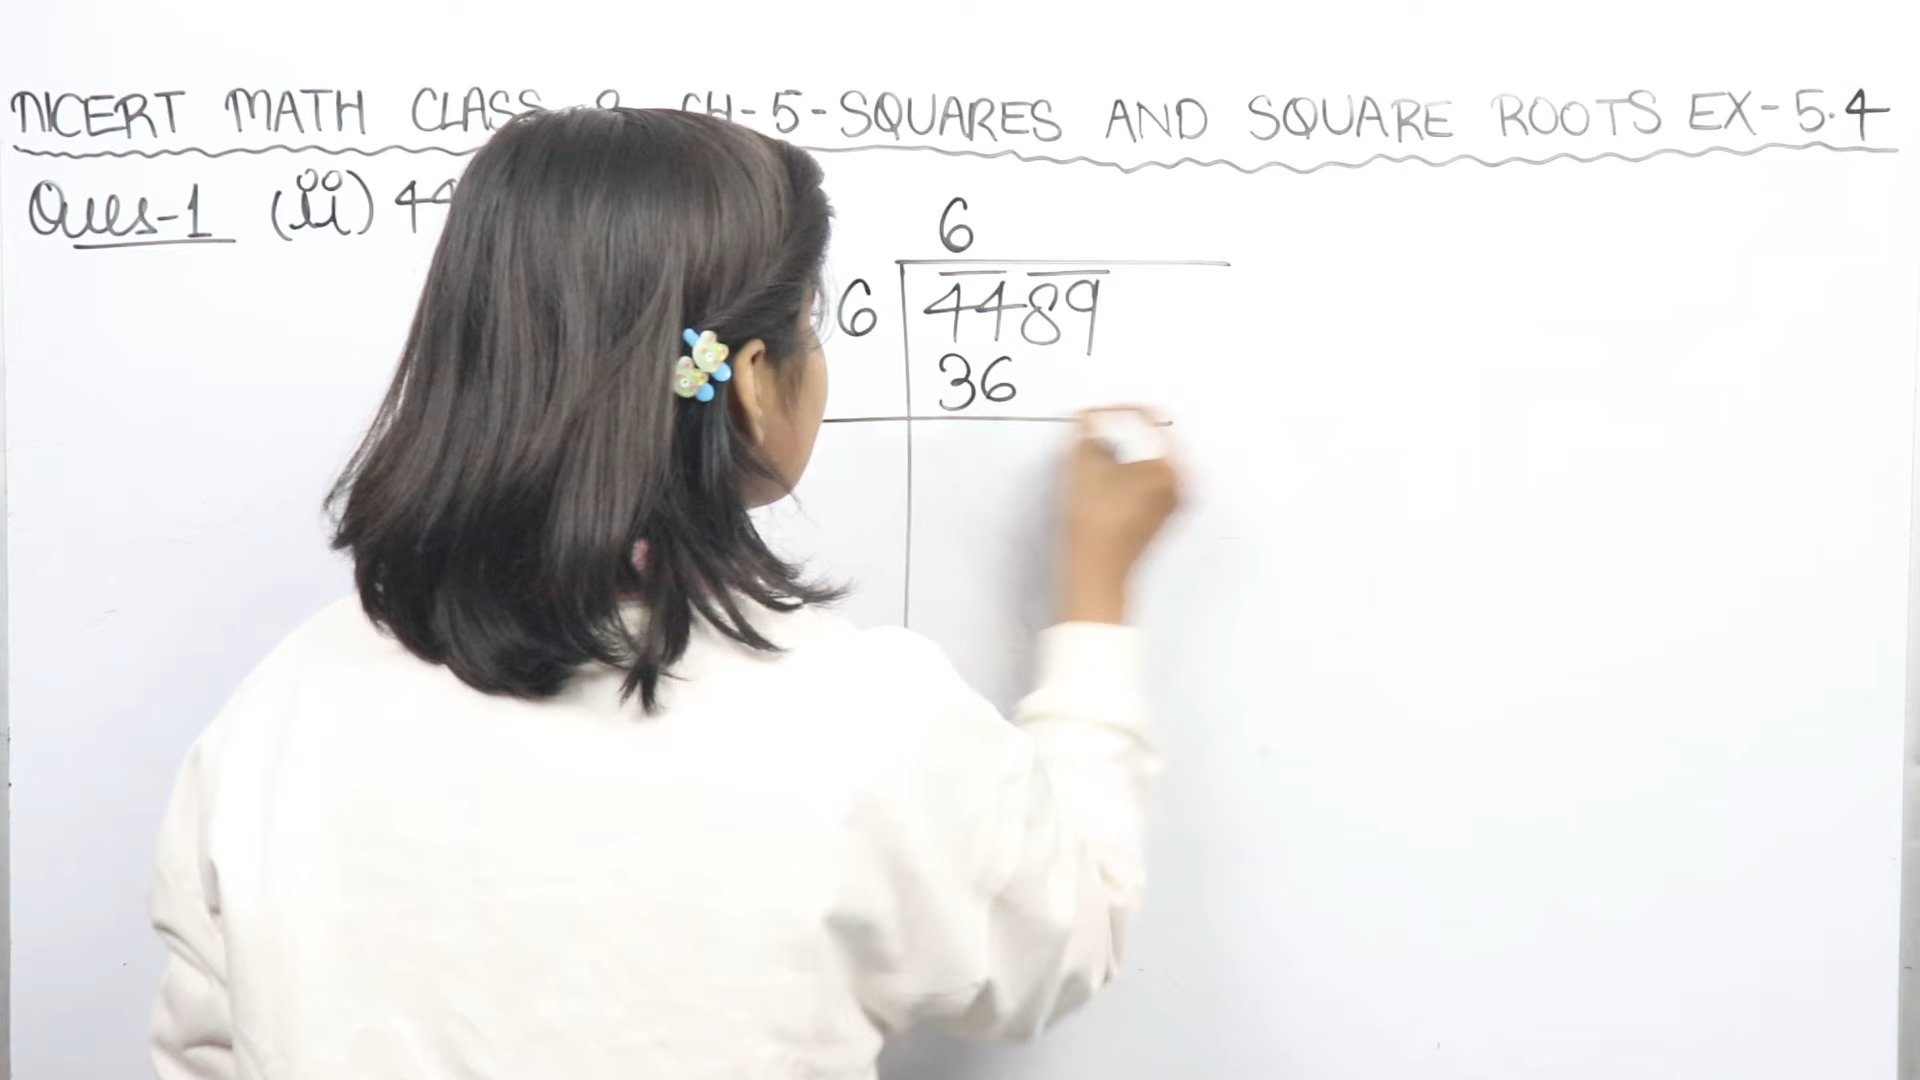 NCERT MATH CLASS CH-5-SQUARES AND SQUARE ROOTS EX-5.4
Ques-1 (ii) 44
6
6 4489
36